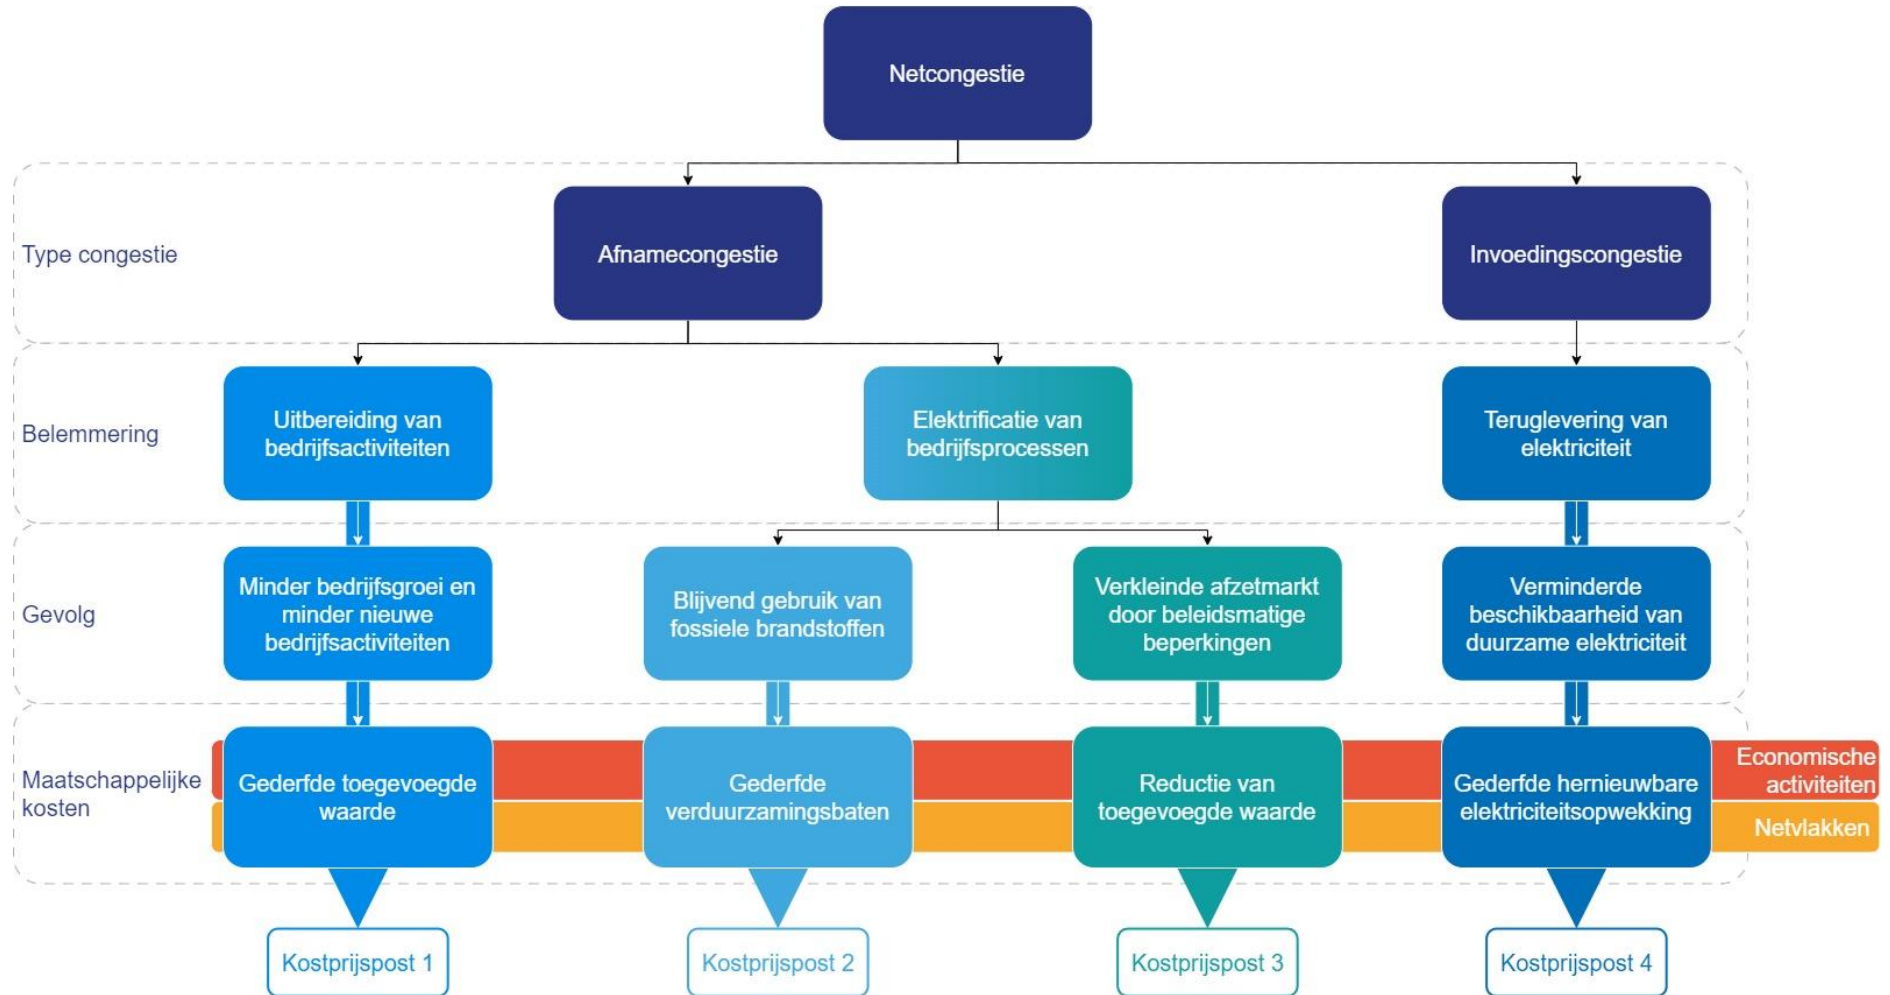 Netcongestie
Type congestie
Afnamecongestie
Invoedingscongestie
Belemmering
Uitbereiding van
bedrijfsactiviteiten
Elektrificatie van
bedrijfsprocessen
Teruglevering van
elektriciteit
Gevolg
Minder bedrijfsgroei en
minder nieuwe
bedrijfsactiviteiten
Blijvend gebruik van
fossiele brandstoffen
Verkleinde afzetmarkt
door beleidsmatige
beperkingen
Verminderde
beschikbaarheid van
duurzame elektriciteit
Maatschappelijke
kosten
Gederfde toegevoegde
waarde
Gederfde
verduurzamingsbaten
Reductie van
toegevoegde waarde
Gederfde hernieuwbare
elektriciteitsopwekking
Economische
activiteiten
Netvlakken
Kostprijspost 1
Kostprijspost 2
Kostprijspost 3
Kostprijspost 4